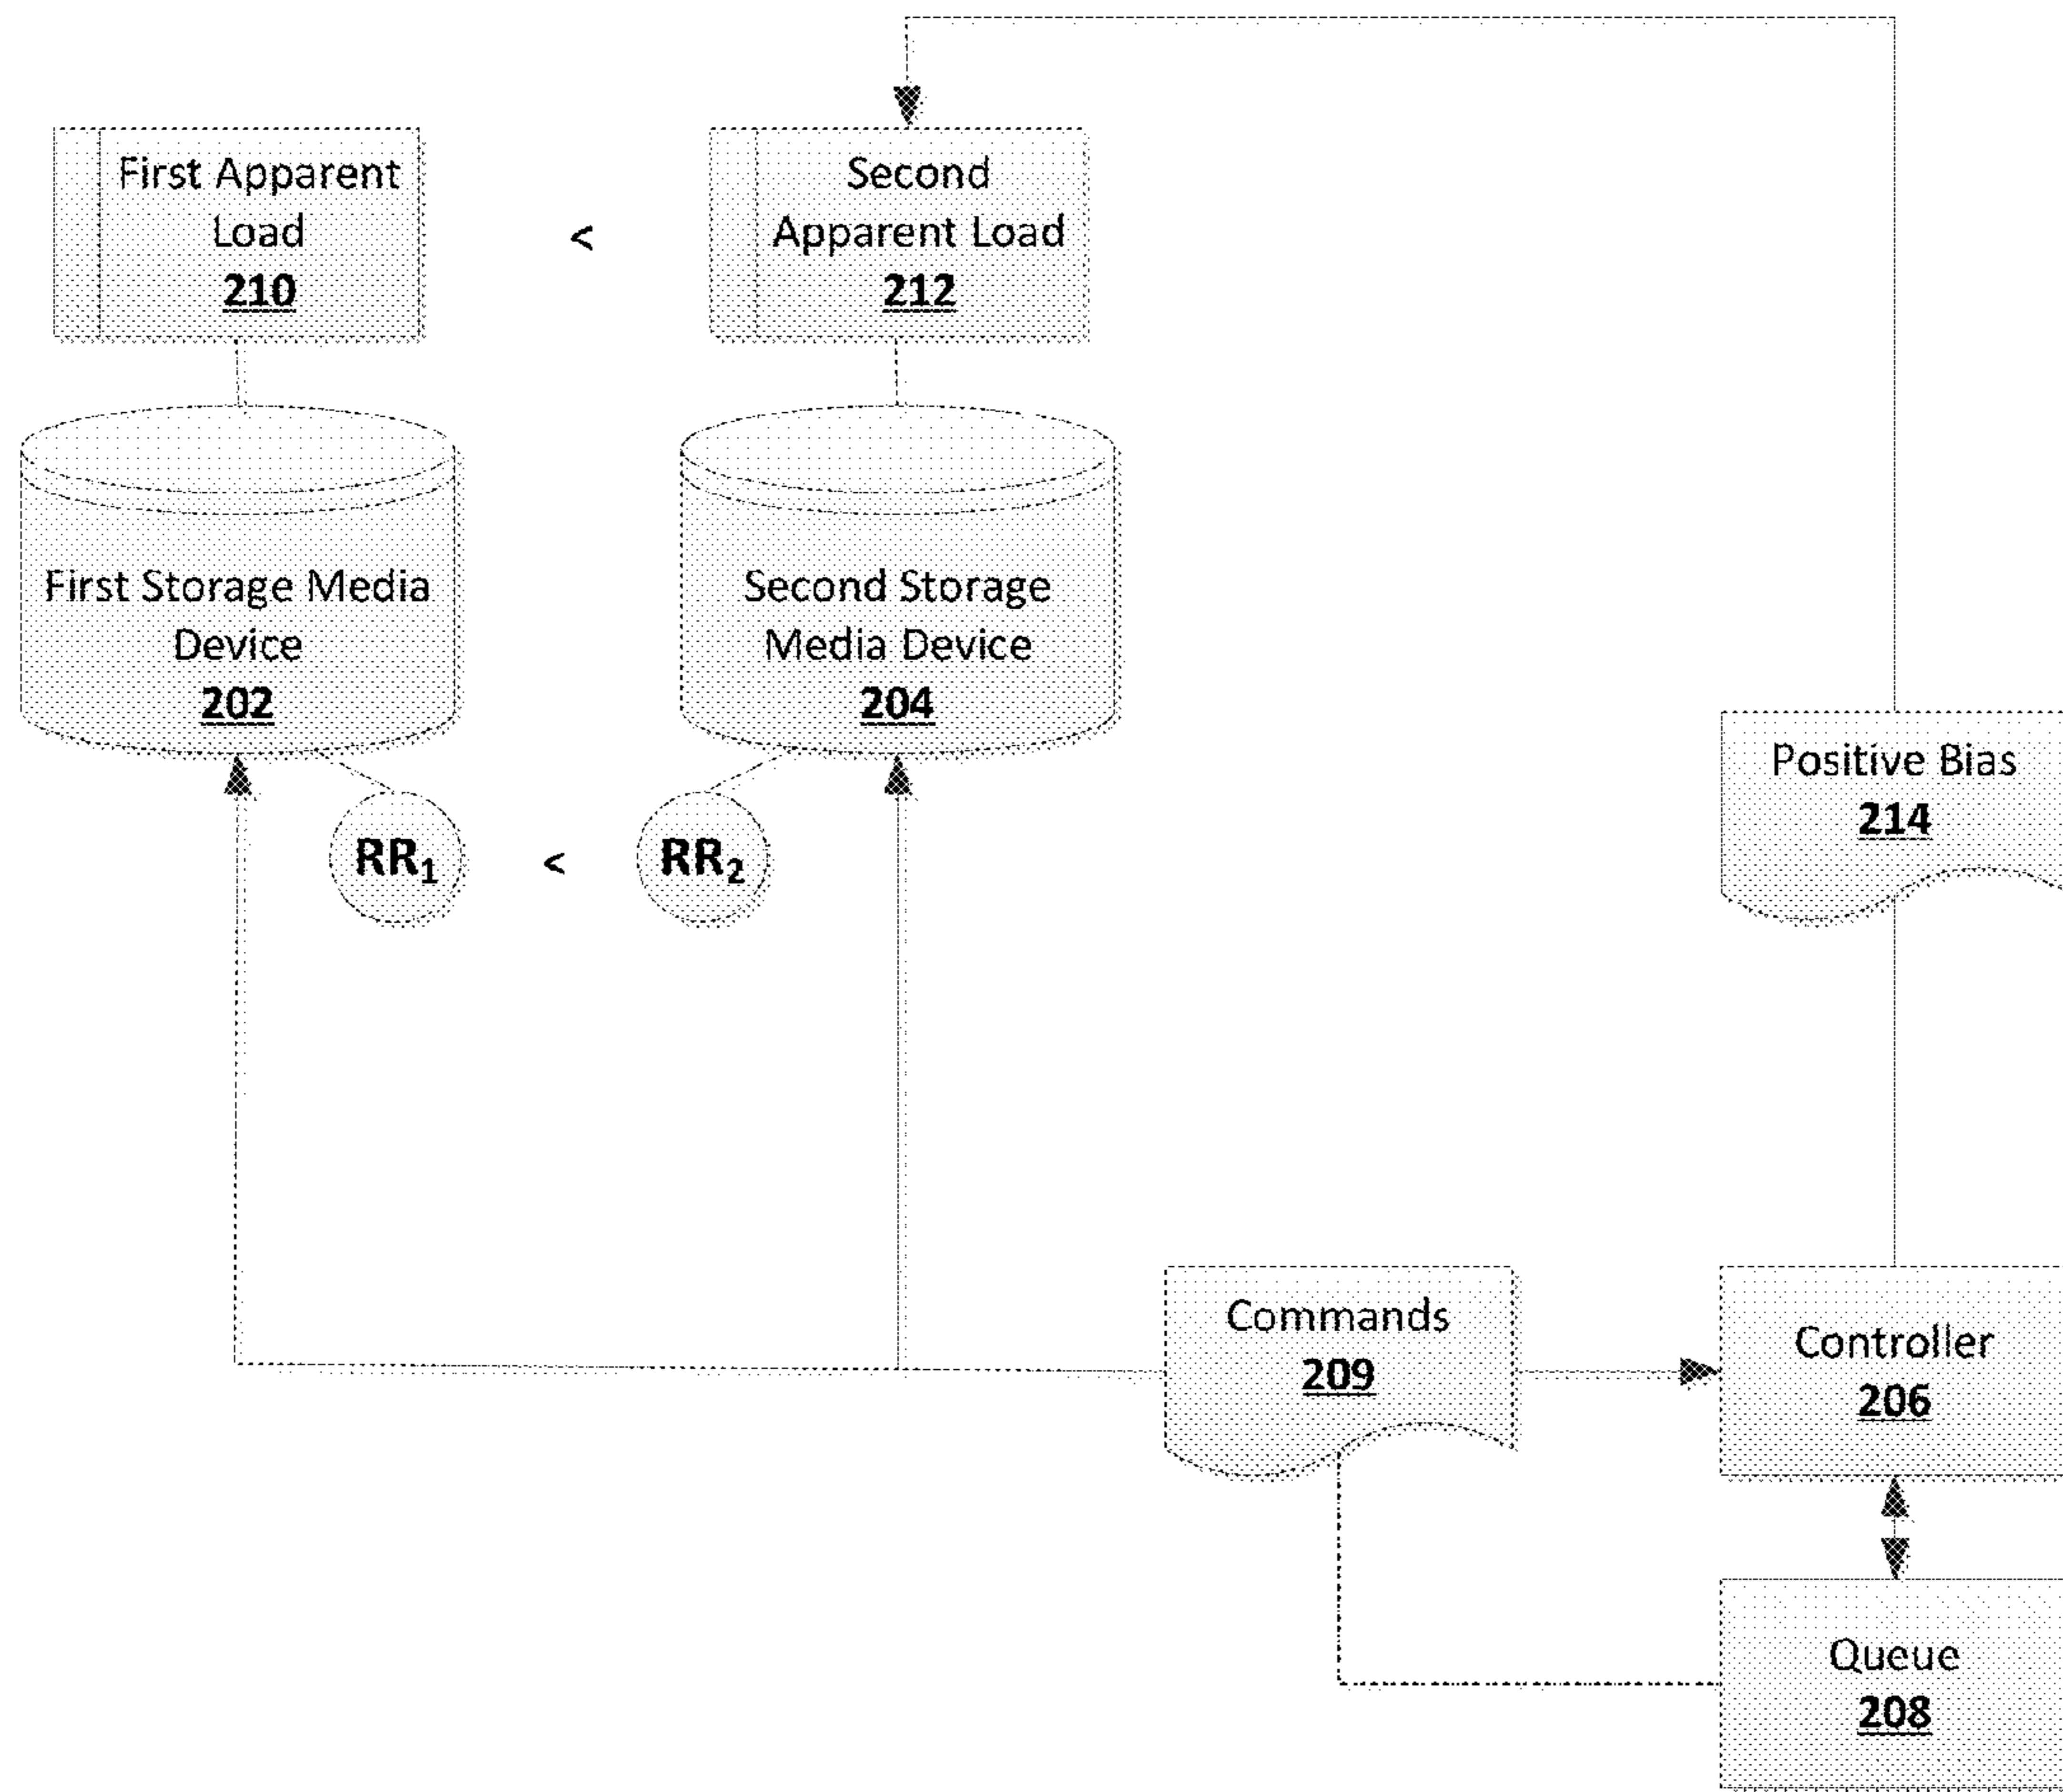 First Apparent
Load
210
<
Second
Apparent Load
212
First Storage Media
Device
202
Second Storage
Media Device
204
RR₁
<
RR₂
Positive Bias
214
Commands
209
Controller
206
Queue
208